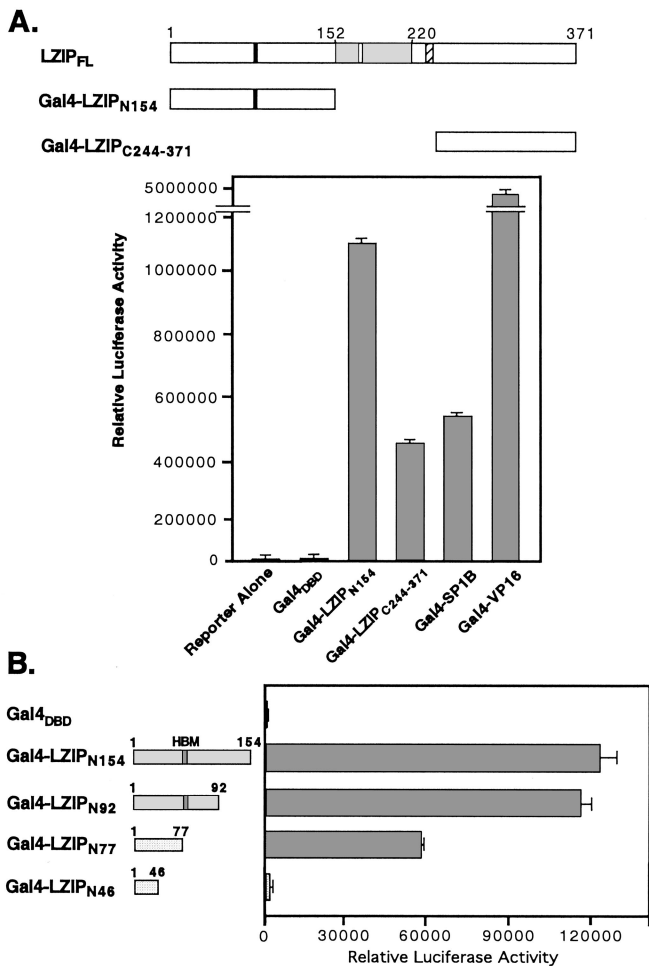 A.
1 152 220 371
LZIPFL
Gal4-LZIPN154
Gal4-LZIPC244-371
Relative Luciferase Activity
5000000
1200000
1000000
800000
600000
400000
200000
0
Reporter Alone
Gal4DBD
Gal4-LZIPN154
Gal4-LZIPC244-371
Gal4-SP1B
Gal4-VP16
B.
Gal4DBD
1 HBM 154
Gal4-LZIPN154
1 92
Gal4-LZIPN92
1 77
Gal4-LZIPN77
1 46
Gal4-LZIPN46
0 30000 60000 90000 120000
Relative Luciferase Activity